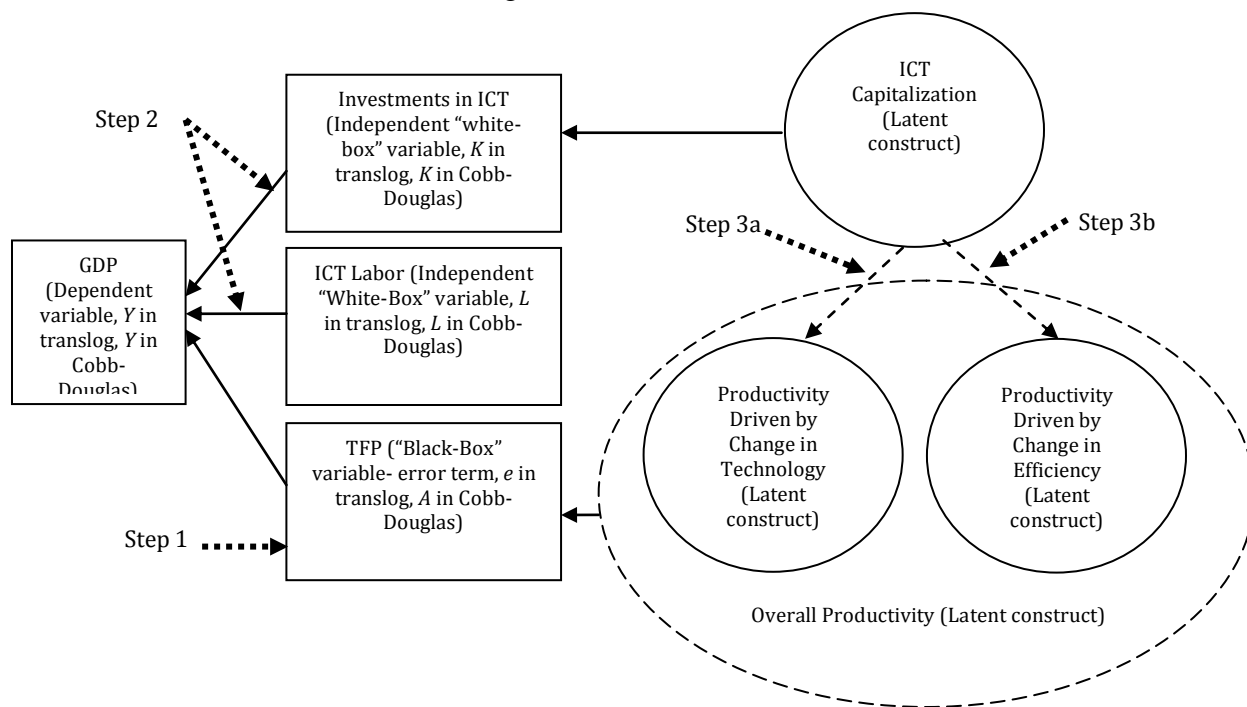 ICT
Capitalization
(Latent
construct)
Investments in ICT
(Independent “white-
box” variable, K in
translog, K in Cobb-
Douglas)
Step 2
Step 3a
Step 3b
GDP
(Dependent
variable, Y in
translog, Y in
Cobb-
Douglas)
ICT Labor (Independent
“White-Box” variable, L
in translog, L in Cobb-
Douglas)
Productivity
Driven by
Change in
Technology
(Latent
construct)
Productivity
Driven by
Change in
Efficiency
(Latent
construct)
TFP (“Black-Box”
variable- error term, e in
translog, A in Cobb-
Douglas)
Step 1
Overall Productivity (Latent construct)